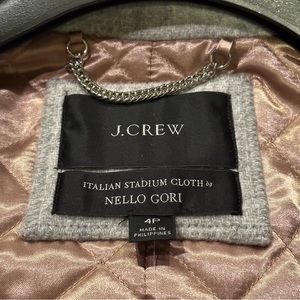 J.CREW
ITALIAN STADIUM CLOTH by
NELLO GORI
4P
MADE IN
PHILIPPINES